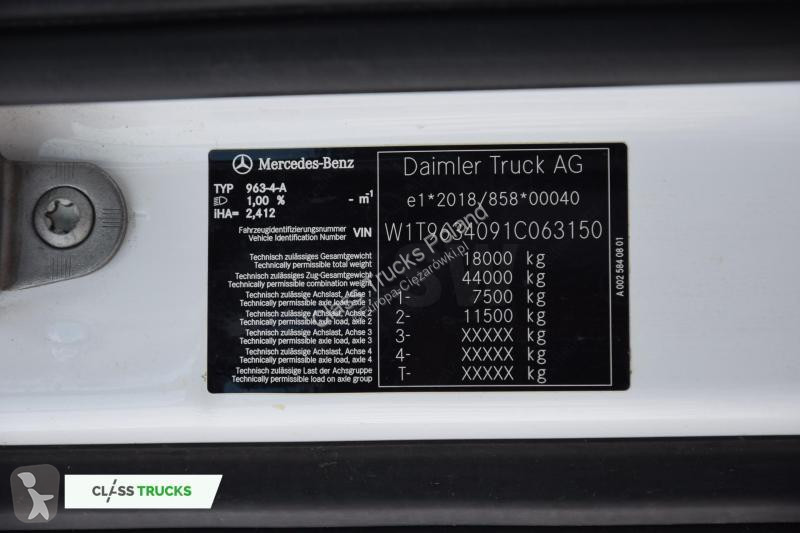 Mercedes-Benz
Daimler Truck AG
TYP 963-4-A
1,00 % - m-1
iHA= 2,412
e1*2018/858*00040
Fahrzeugidentifizierungsnummer
Vehicle Identification Number VIN W1T9634091C063150
Technisch zulässiges Gesamtgewicht
Technically permissible total weight 18000 kg
Technisch zulässiges Zug-Gesamtgewicht
Technically permissible combination weight 44000 kg
Technisch zulässige Achslast, Achse 1
Technically permissible axle load, axle 1 1- 7500 kg
Technisch zulässige Achslast, Achse 2
Technically permissible axle load, axle 2 2- 11500 kg
Technisch zulässige Achslast, Achse 3
Technically permissible axle load, axle 3 3- XXXXX kg
Technisch zulässige Achslast, Achse 4
Technically permissible axle load, axle 4 4- XXXXX kg
Technisch zulässige Last der Achsgruppe
Technically permissible load on axle group T- XXXXX kg
A 002 584 08 01
Trucks Poland
Ciężarówki.pl
CLASS TRUCKS